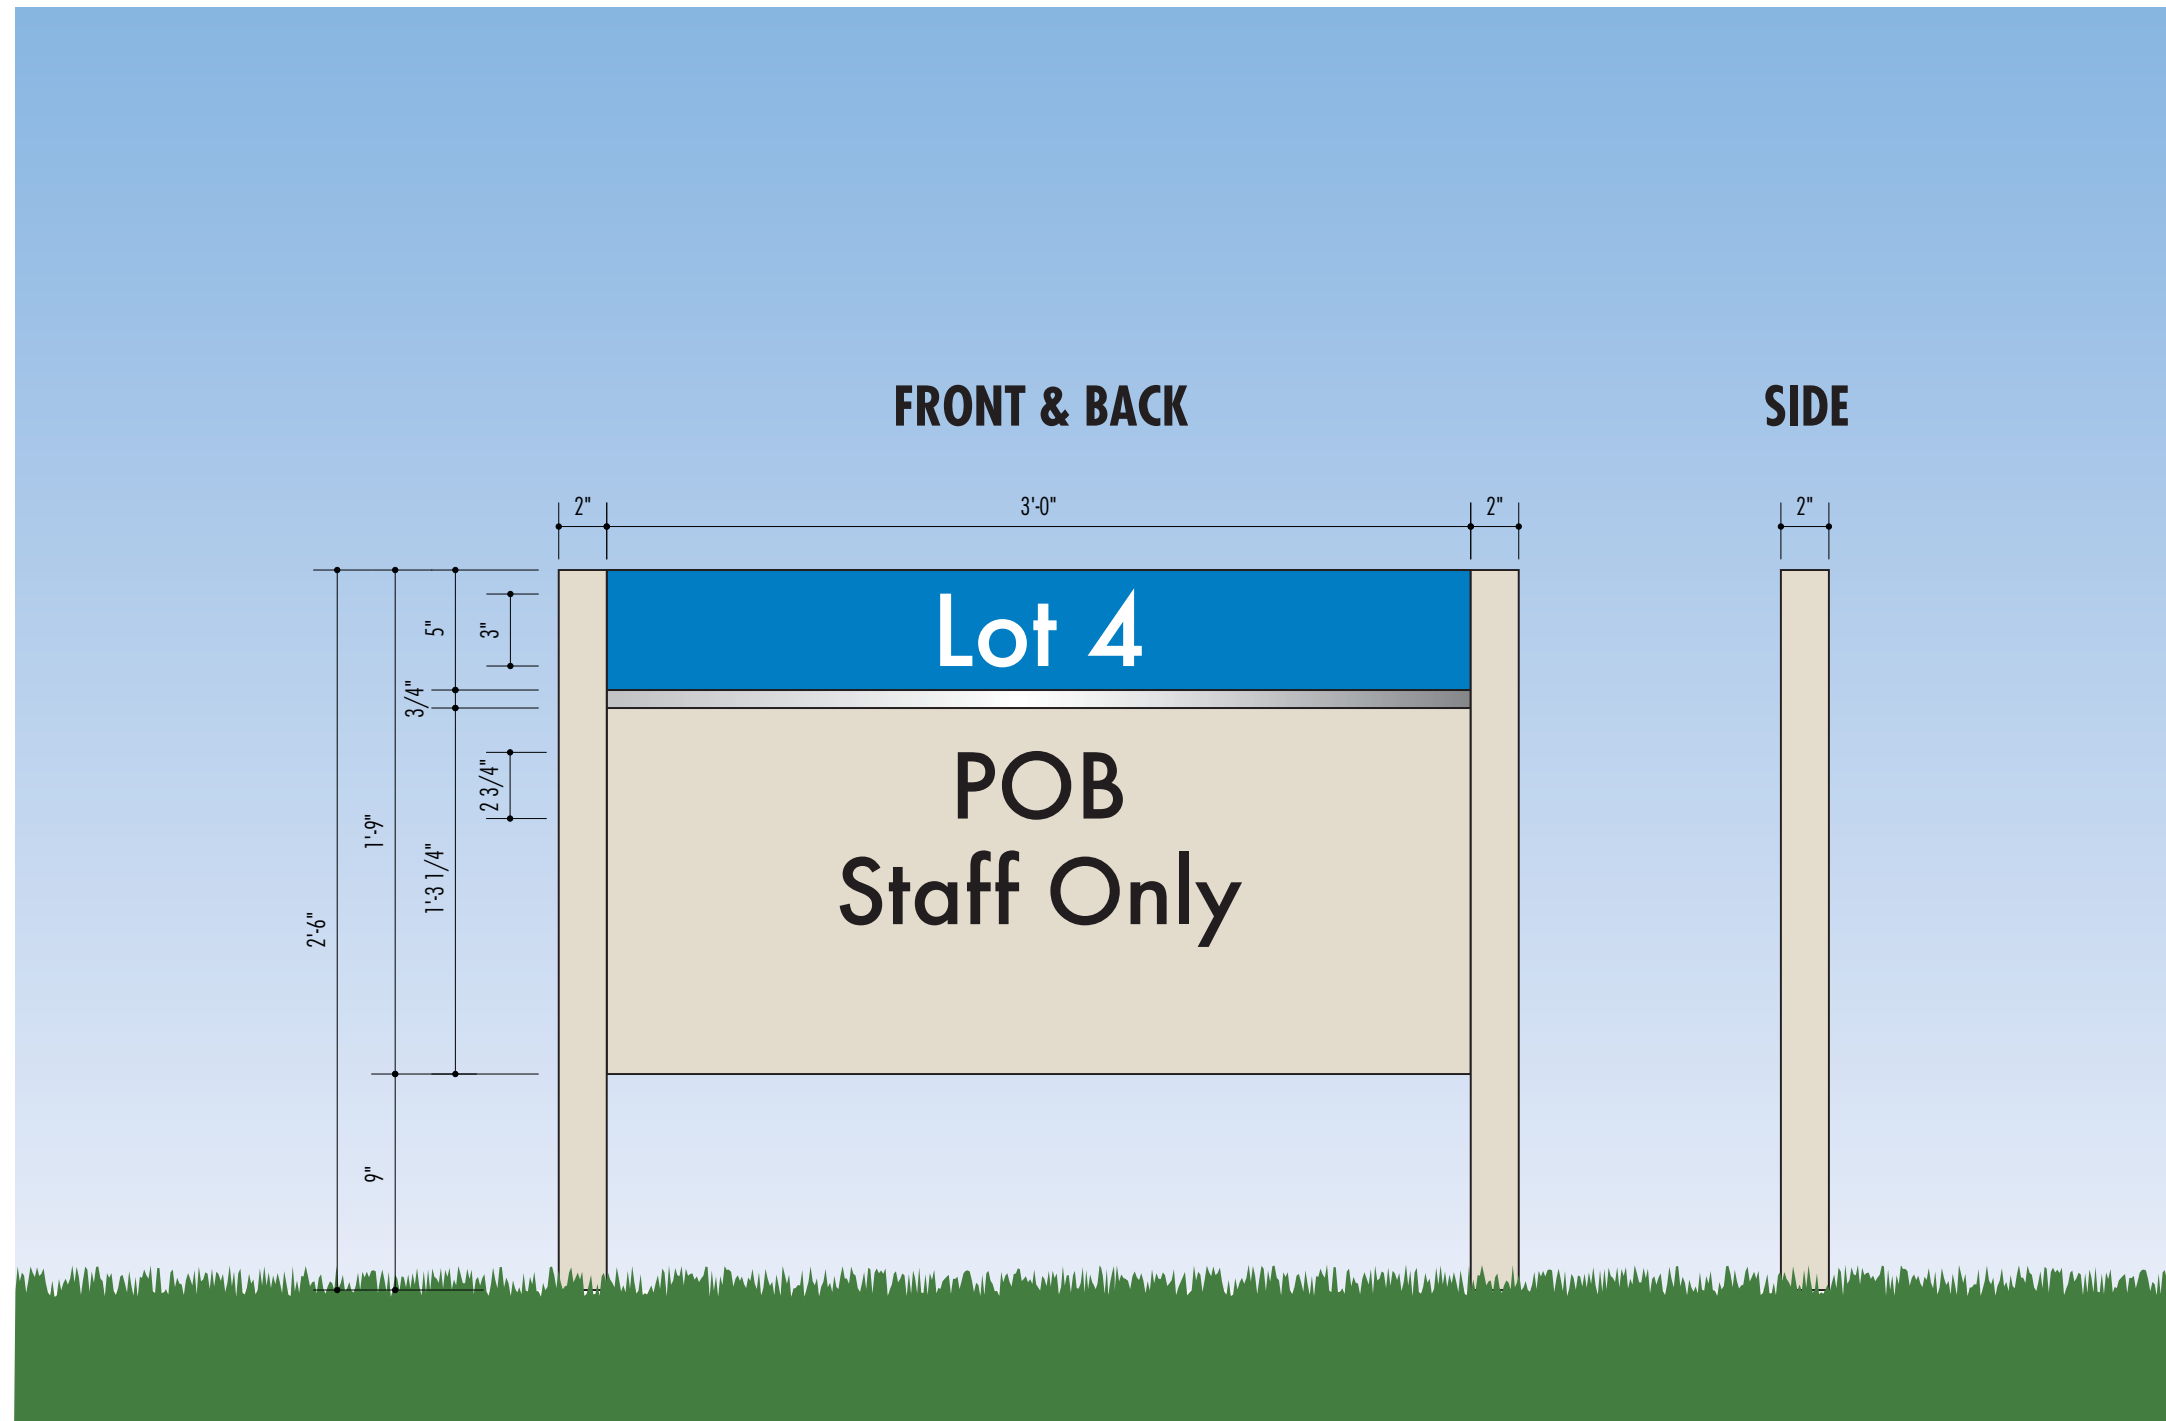 FRONT & BACK
SIDE
2"
3'-0"
2"
2"
Lot 4
5"
3"
3/4"
POB
Staff Only
2 3/4"
1'-9"
1'-3 1/4"
2'-6"
9"